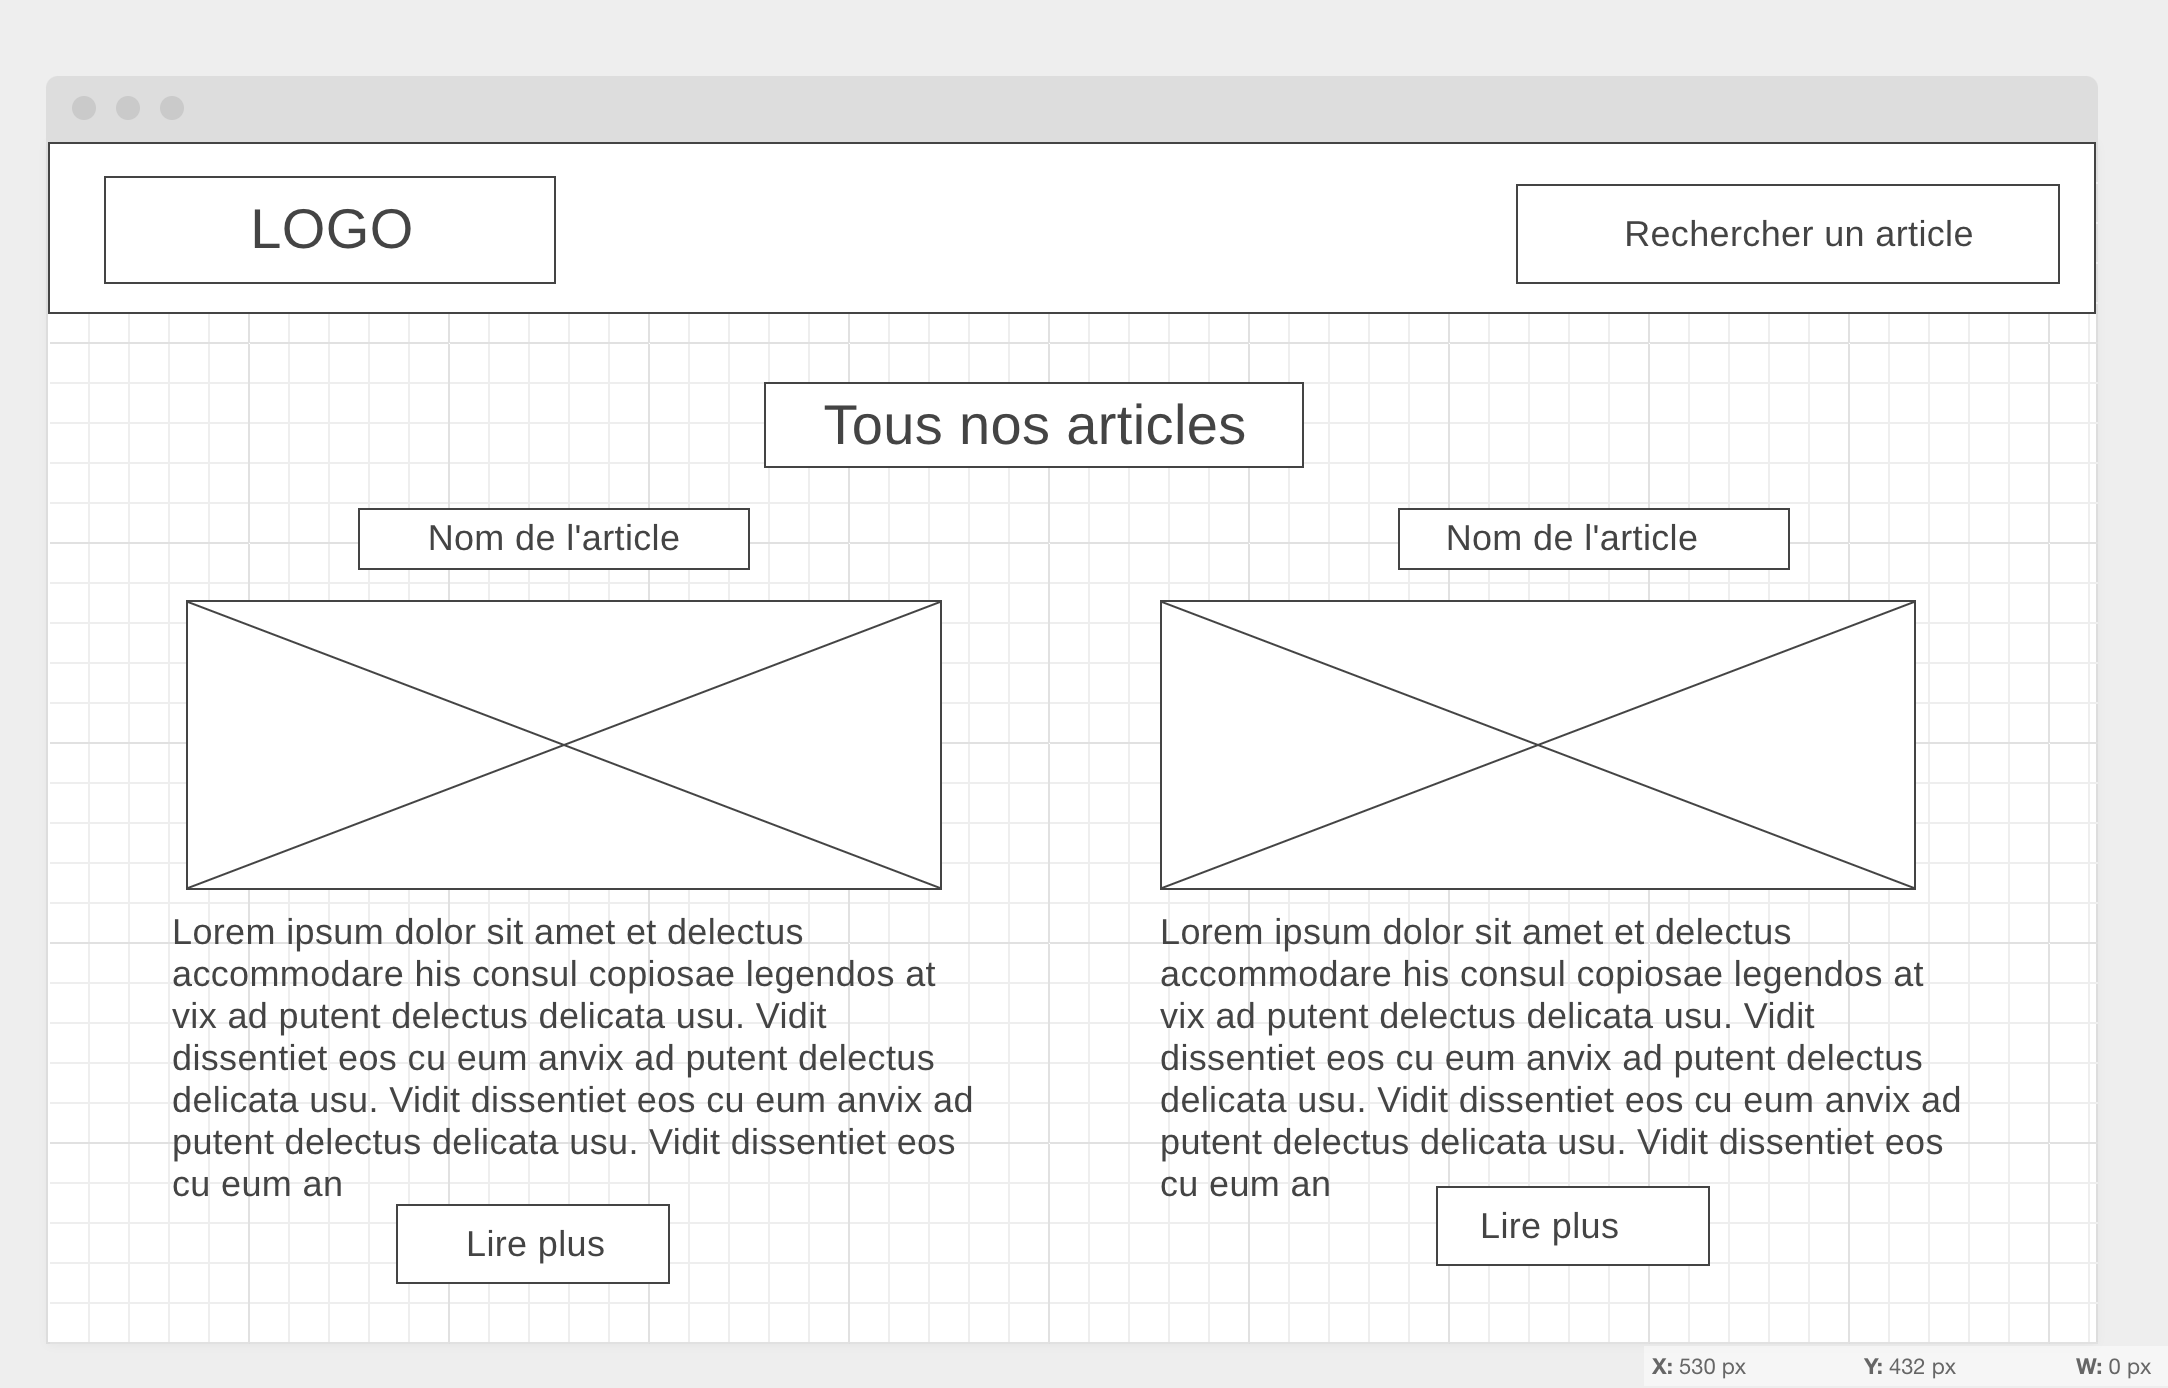 LOGO
Rechercher un article
Tous nos articles
Nom de l'article
Nom de l'article
Lorem ipsum dolor sit amet et delectus
accommodare his consul copiosae legendos at
vix ad putent delectus delicata usu. Vidit
dissentiet eos cu eum anvix ad putent delectus
delicata usu. Vidit dissentiet eos cu eum anvix ad
putent delectus delicata usu. Vidit dissentiet eos
cu eum an
Lire plus
Lorem ipsum dolor sit amet et delectus
accommodare his consul copiosae legendos at
vix ad putent delectus delicata usu. Vidit
dissentiet eos cu eum anvix ad putent delectus
delicata usu. Vidit dissentiet eos cu eum anvix ad
putent delectus delicata usu. Vidit dissentiet eos
cu eum an
Lire plus
X: 530 px Y: 432 px W: 0 px